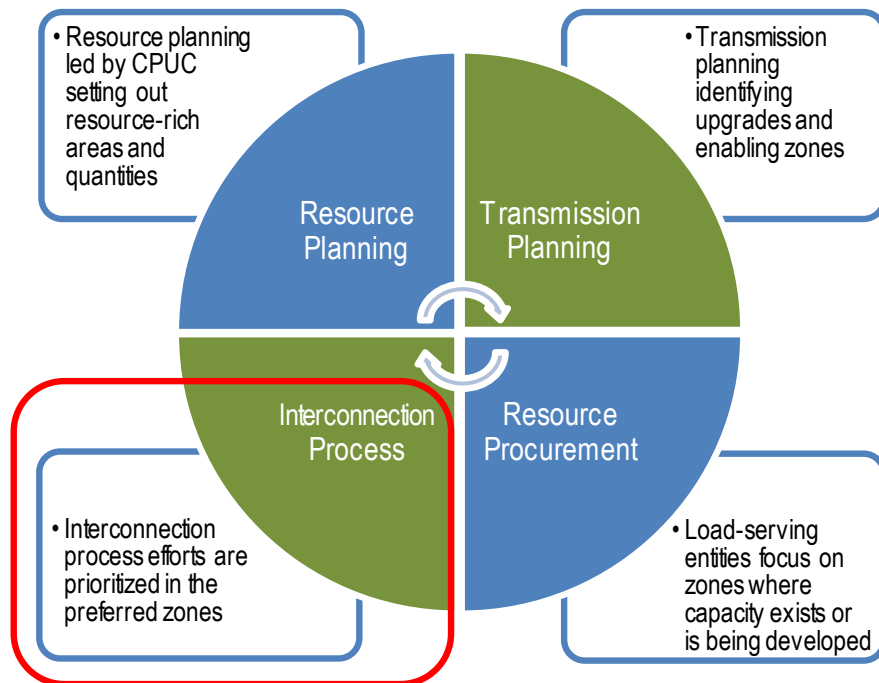 • Resource planning
led by CPUC
setting out
resource-rich
areas and
quantities
• Transmission
planning
identifying
upgrades and
enabling zones
Resource
Planning
Transmission
Planning
Interconnection
Process
Resource
Procurement
• Interconnection
process efforts are
prioritized in the
preferred zones
• Load-serving
entities focus on
zones where
capacity exists or
is being developed